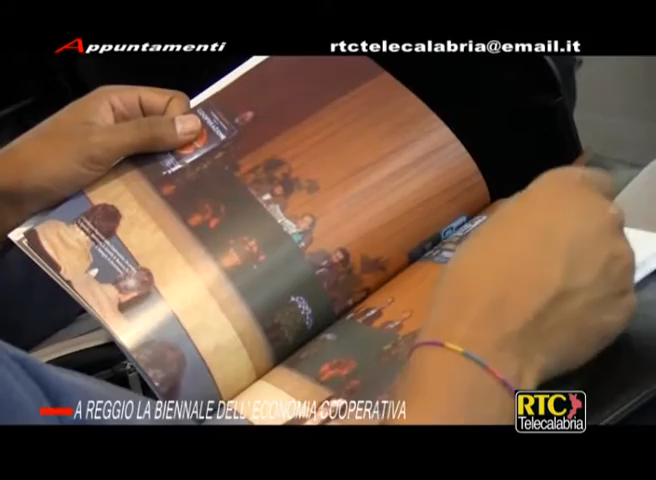 Appuntamenti
rtctelecalabria@email.it
A REGGIO LA BIENNALE DELL'ECONOMIA COOPERATIVA
RTC
Telecalabria